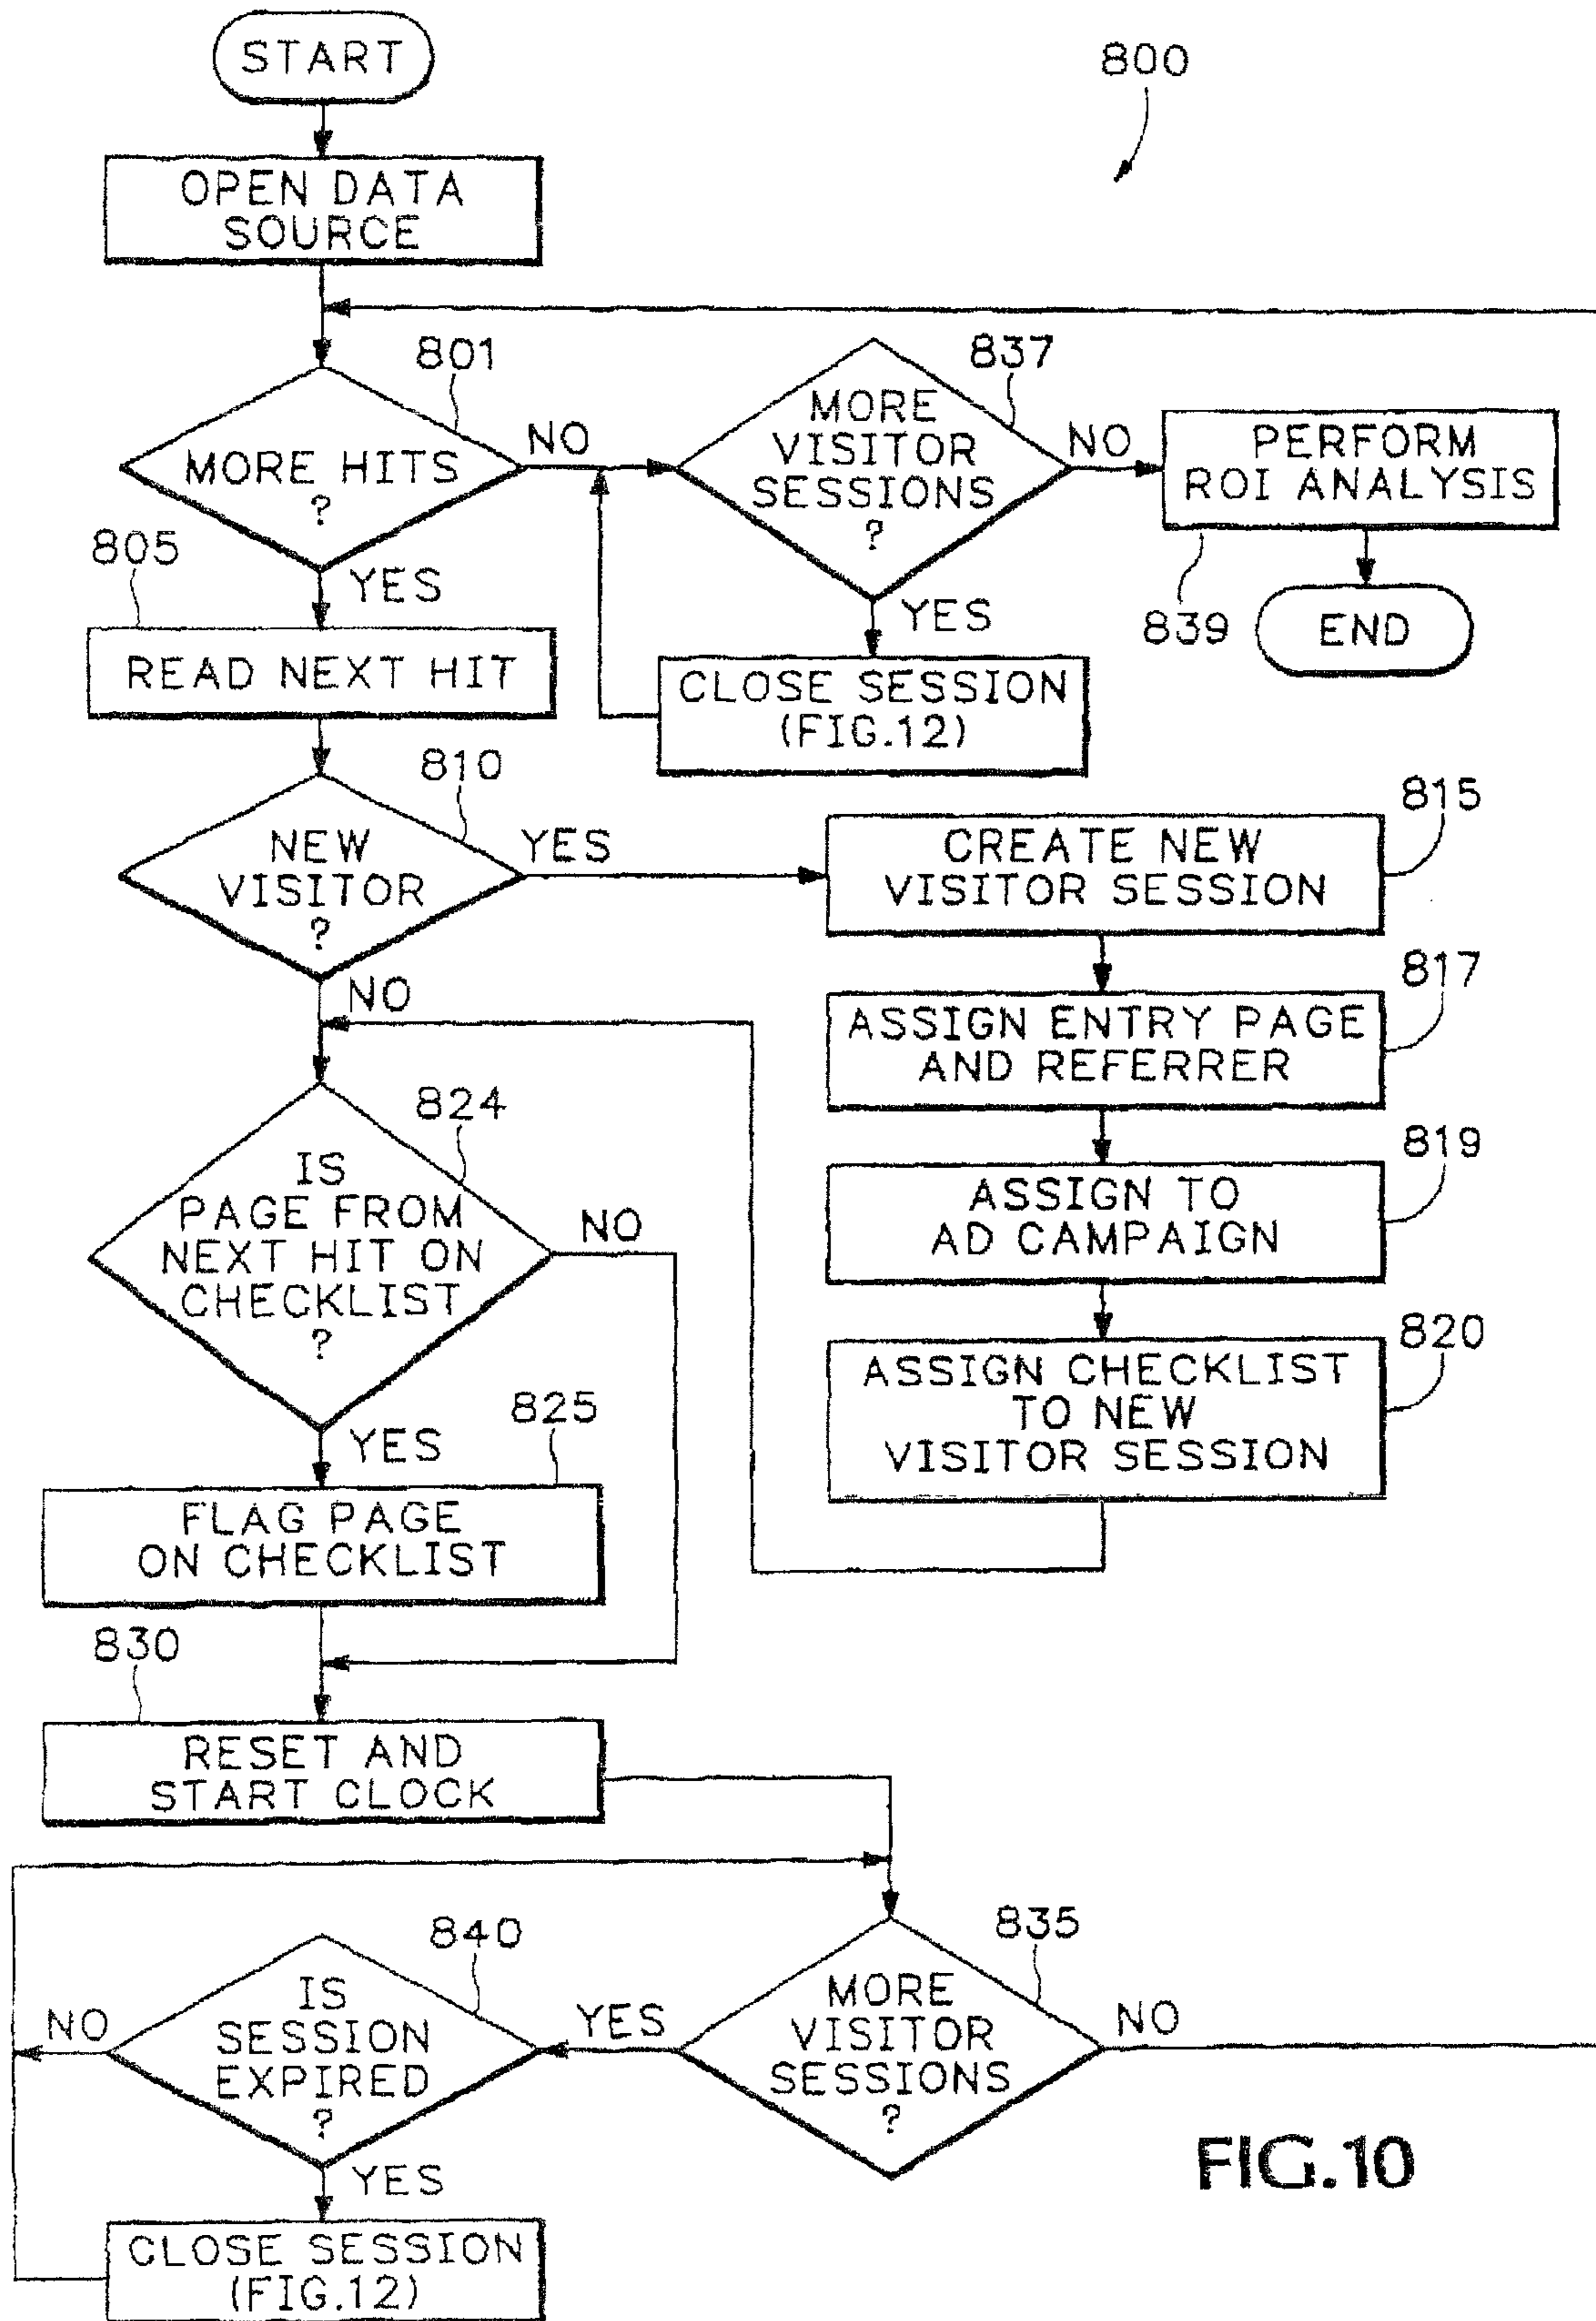 START
800
OPEN DATA
SOURCE
801
837
MORE HITS
?
NO
MORE
VISITOR
SESSIONS
?
NO
PERFORM
ROI ANALYSIS
805
YES
YES
839
END
READ NEXT HIT
CLOSE SESSION
(FIG.12)
810
NEW
VISITOR
?
YES
815
CREATE NEW
VISITOR SESSION
NO
817
ASSIGN ENTRY PAGE
AND REFERRER
824
819
IS
PAGE FROM
NEXT HIT ON
CHECKLIST
?
NO
ASSIGN TO
AD CAMPAIGN
820
ASSIGN CHECKLIST
TO NEW
VISITOR SESSION
825
YES
FLAG PAGE
ON CHECKLIST
830
RESET AND
START CLOCK
840
835
NO
IS
SESSION
EXPIRED
?
YES
MORE
VISITOR
SESSIONS
?
NO
YES
CLOSE SESSION
(FIG.12)
FIG.10